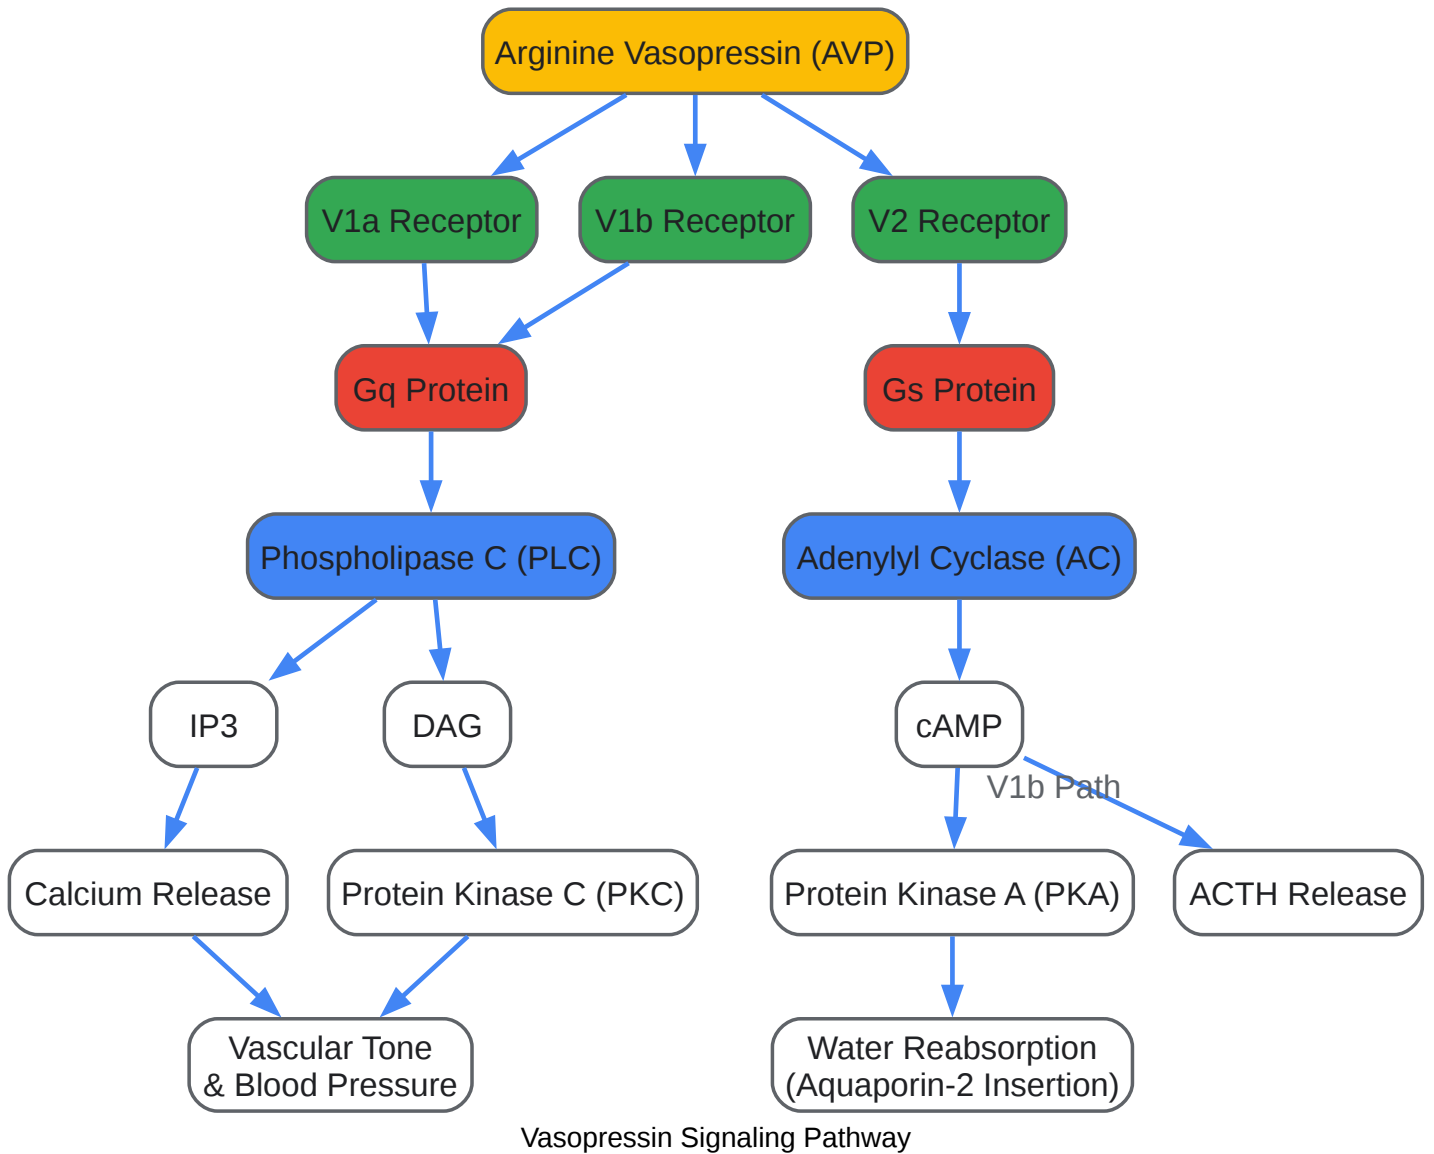 Arginine Vasopressin (AVP)
V1a Receptor
V1b Receptor
V2 Receptor
Gq Protein
Gs Protein
Phospholipase C (PLC)
Adenylyl Cyclase (AC)
IP3
DAG
cAMP
V1b Path
Calcium Release
Protein Kinase C (PKC)
Protein Kinase A (PKA)
ACTH Release
Vascular Tone
& Blood Pressure
Water Reabsorption
(Aquaporin-2 Insertion)
Vasopressin Signaling Pathway